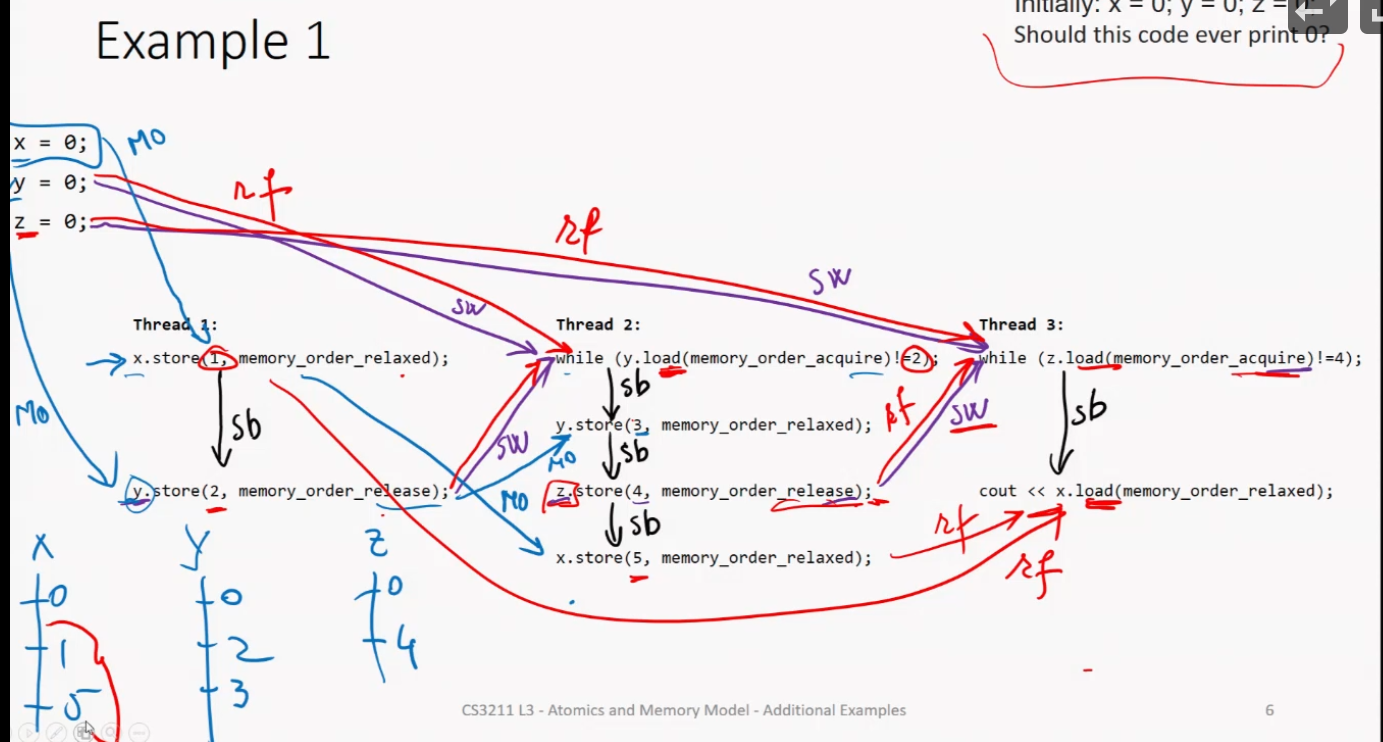 Initially: x = 0; y = 0; z = 0;
Should this code ever print 0?
Example 1
x = 0;
MO
y = 0;
rf
z = 0;
rf
SW
SW
Thread 1:
Thread 2:
Thread 3:
x.store(1, memory_order_relaxed);
while (y.load(memory_order_acquire)!=2);
while (z.load(memory_order_acquire)!=4);
sb
sb
rf
SW
sb
MO
y.store(3, memory_order_relaxed);
SW
MO
sb
y.store(2, memory_order_release);
MO
z.store(4, memory_order_release);
cout << x.load(memory_order_relaxed);
sb
rf
x.store(5, memory_order_relaxed);
rf
X
Y
Z
0
0
0
1
2
4
5
3
CS3211 L3 - Atomics and Memory Model - Additional Examples
6